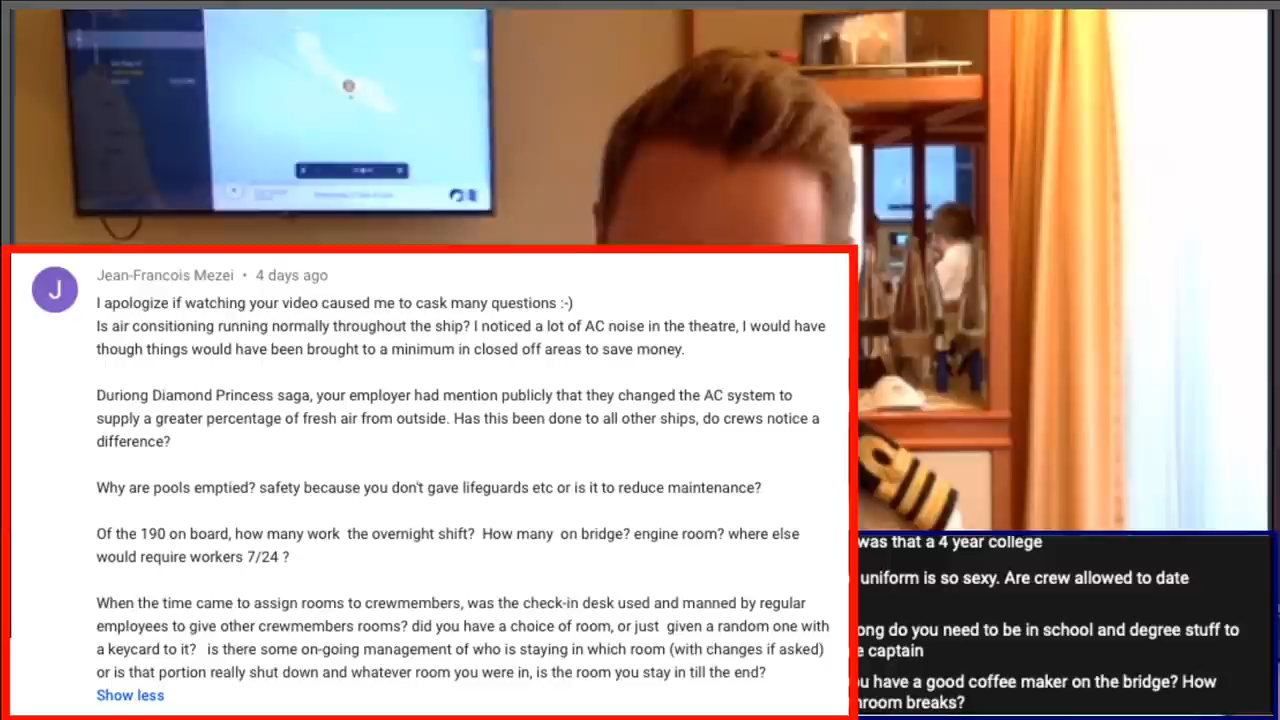 J
Jean-Francois Mezei • 4 days ago
I apologize if watching your video caused me to cask many questions :-)
Is air consitioning running normally throughout the ship? I noticed a lot of AC noise in the theatre, I would have
though things would have been brought to a minimum in closed off areas to save money.
Duriong Diamond Princess saga, your employer had mention publicly that they changed the AC system to
supply a greater percentage of fresh air from outside. Has this been done to all other ships, do crews notice a
difference?
Why are pools emptied? safety because you don't gave lifeguards etc or is it to reduce maintenance?
Of the 190 on board, how many work the overnight shift? How many on bridge? engine room? where else
would require workers 7/24 ?
When the time came to assign rooms to crewmembers, was the check-in desk used and manned by regular
employees to give other crewmembers rooms? did you have a choice of room, or just given a random one with
a keycard to it? is there some on-going management of who is staying in which room (with changes if asked)
or is that portion really shut down and whatever room you were in, is the room you stay in till the end?
Show less
was that a 4 year college
uniform is so sexy. Are crew allowed to date
do you need to be in school and degree stuff to
captain
have a good coffee maker on the bridge? How
breaks?